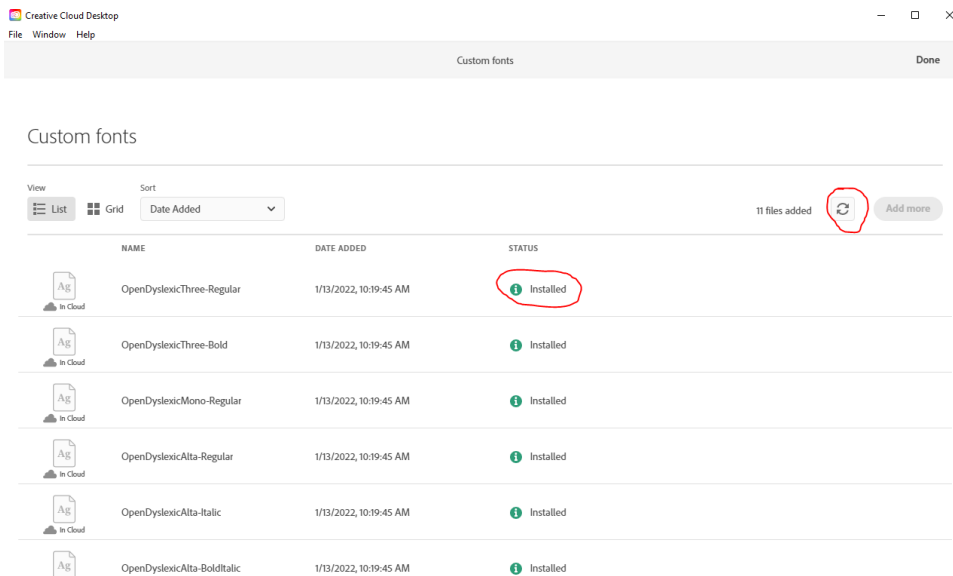 Creative Cloud Desktop
File Window Help
Custom fonts Done
Custom fonts
View Sort
List Grid Date Added 11 files added Add more
NAME DATE ADDED STATUS
Ag In Cloud OpenDyslexicThree-Regular 1/13/2022, 10:19:45 AM Installed
Ag In Cloud OpenDyslexicThree-Bold 1/13/2022, 10:19:45 AM Installed
Ag In Cloud OpenDyslexicMono-Regular 1/13/2022, 10:19:45 AM Installed
Ag In Cloud OpenDyslexicAlta-Regular 1/13/2022, 10:19:45 AM Installed
Ag In Cloud OpenDyslexicAlta-Italic 1/13/2022, 10:19:45 AM Installed
Ag OpenDyslexicAlta-BoldItalic 1/13/2022, 10:19:45 AM Installed